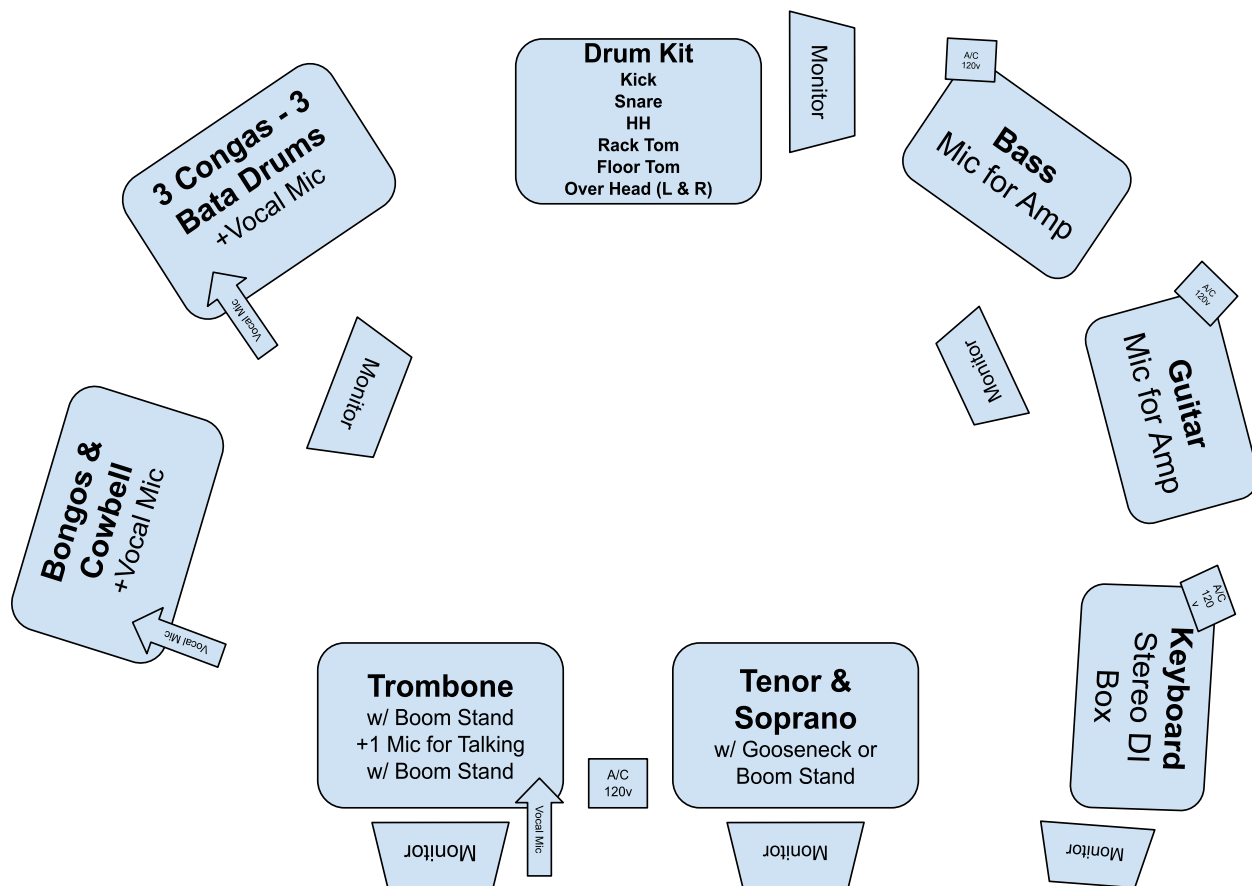 Drum Kit
Kick
Snare
HH
Rack Tom
Floor Tom
Over Head (L & R)
Monitor
A/C
120v
Bass
Mic for Amp
3 Congas - 3
Bata Drums
+Vocal Mic
Vocal Mic
Monitor
Monitor
A/C
120v
Guitar
Mic for Amp
Bongos &
Cowbell
+Vocal Mic
Vocal Mic
A/C
120
v
Keyboard
Stereo DI
Box
Monitor
Trombone
w/ Boom Stand
+1 Mic for Talking
w/ Boom Stand
Vocal Mic
Monitor
A/C
120v
Tenor &
Soprano
w/ Gooseneck or
Boom Stand
Monitor